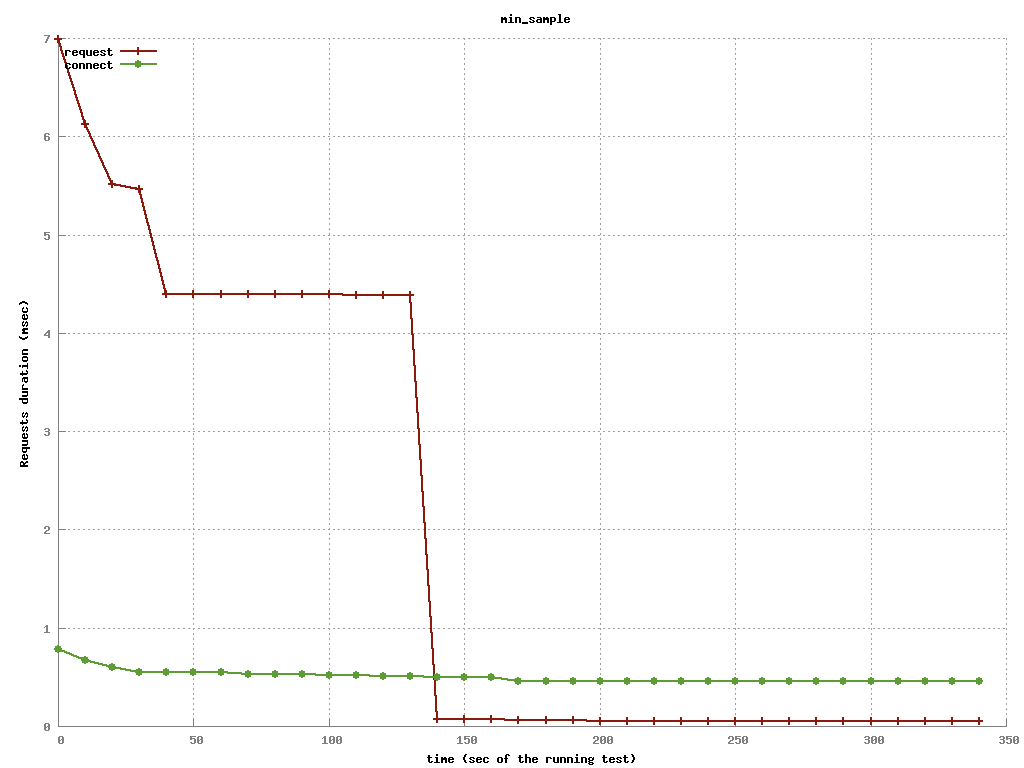 min_sample
request
connect
Requests duration (msec)
7
6
5
4
3
2
1
0
0 50 100 150 200 250 300 350
time (sec of the running test)